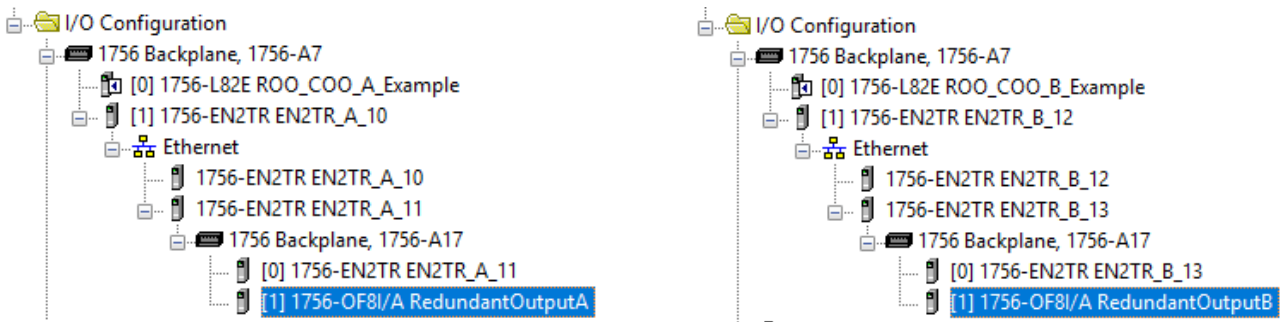 I/O Configuration
1756 Backplane, 1756-A7
[0] 1756-L82E ROO_COO_A_Example
[1] 1756-EN2TR EN2TR_A_10
Ethernet
1756-EN2TR EN2TR_A_10
1756-EN2TR EN2TR_A_11
1756 Backplane, 1756-A17
[0] 1756-EN2TR EN2TR_A_11
[1] 1756-OF8I/A RedundantOutputA
I/O Configuration
1756 Backplane, 1756-A7
[0] 1756-L82E ROO_COO_B_Example
[1] 1756-EN2TR EN2TR_B_12
Ethernet
1756-EN2TR EN2TR_B_12
1756-EN2TR EN2TR_B_13
1756 Backplane, 1756-A17
[0] 1756-EN2TR EN2TR_B_13
[1] 1756-OF8I/A RedundantOutputB